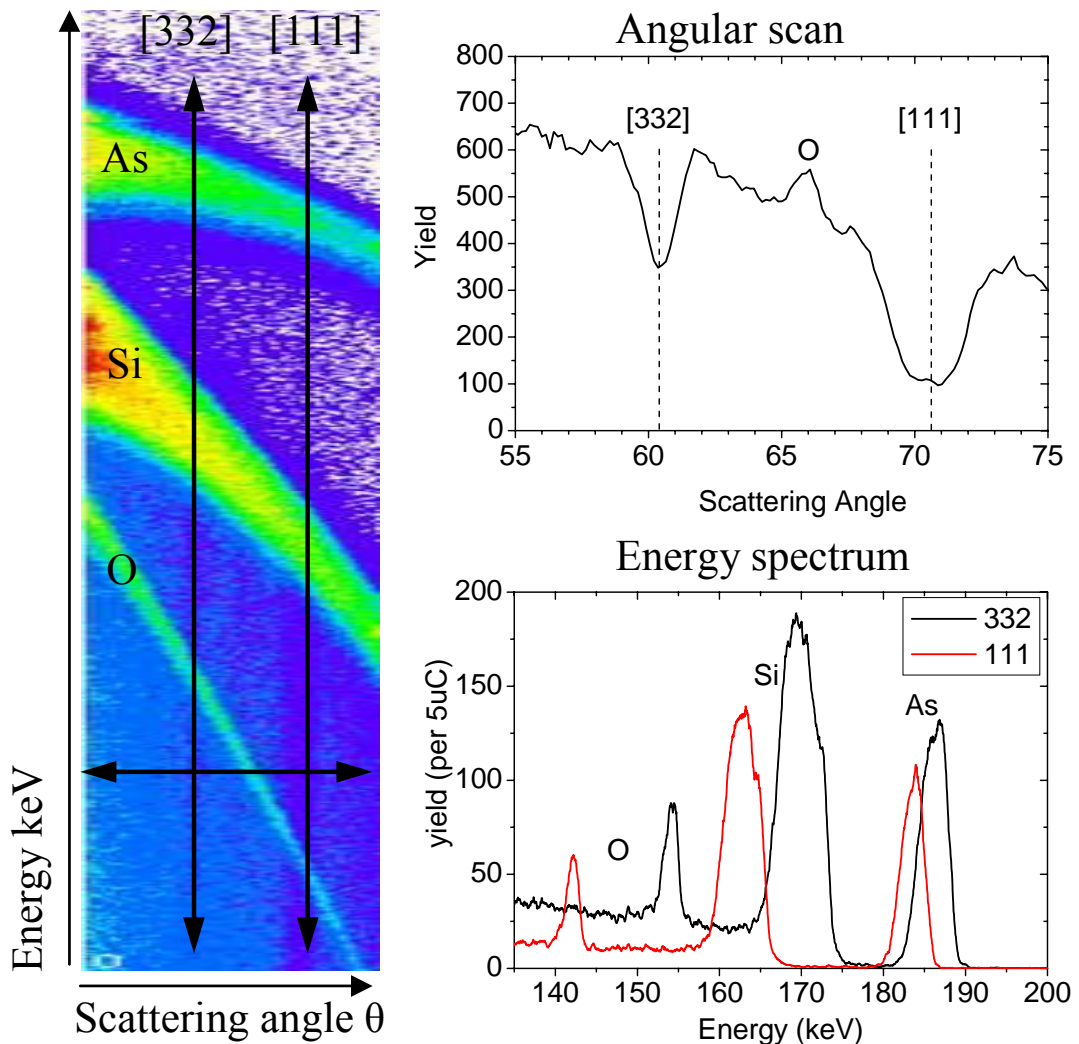 [332] [111]
As
Si
O
Energy keV
Scattering angle θ
Angular scan
800
700
600
500
400
300
200
100
0
Yield
[332]
O
[111]
55 60 65 70 75
Scattering Angle
Energy spectrum
200
150
100
50
0
yield (per 5uC)
332
111
Si
As
O
140 150 160 170 180 190 200
Energy (keV)